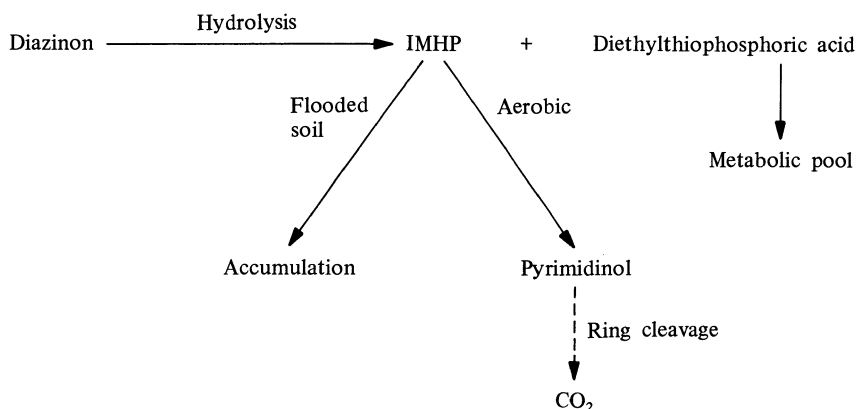 Hydrolysis
Diazinon IMHP + Diethylthiophosphoric acid
Flooded
soil
Aerobic
Metabolic pool
Accumulation Pyrimidinol
Ring cleavage
CO₂